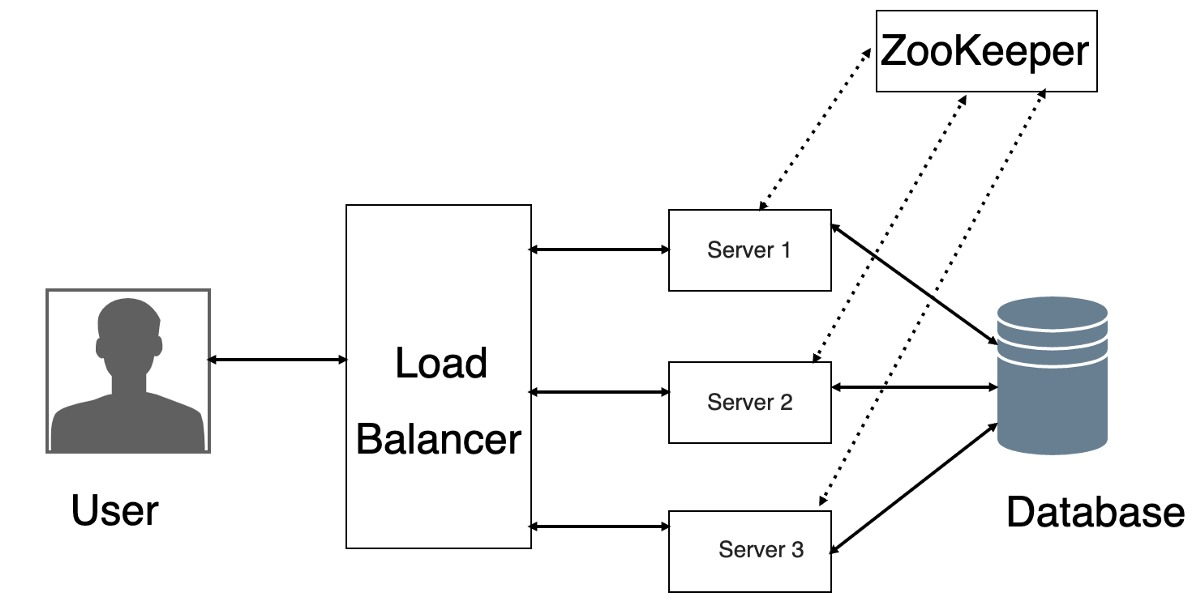 ZooKeeper
Server 1
Load
Balancer
Server 2
User
Server 3
Database